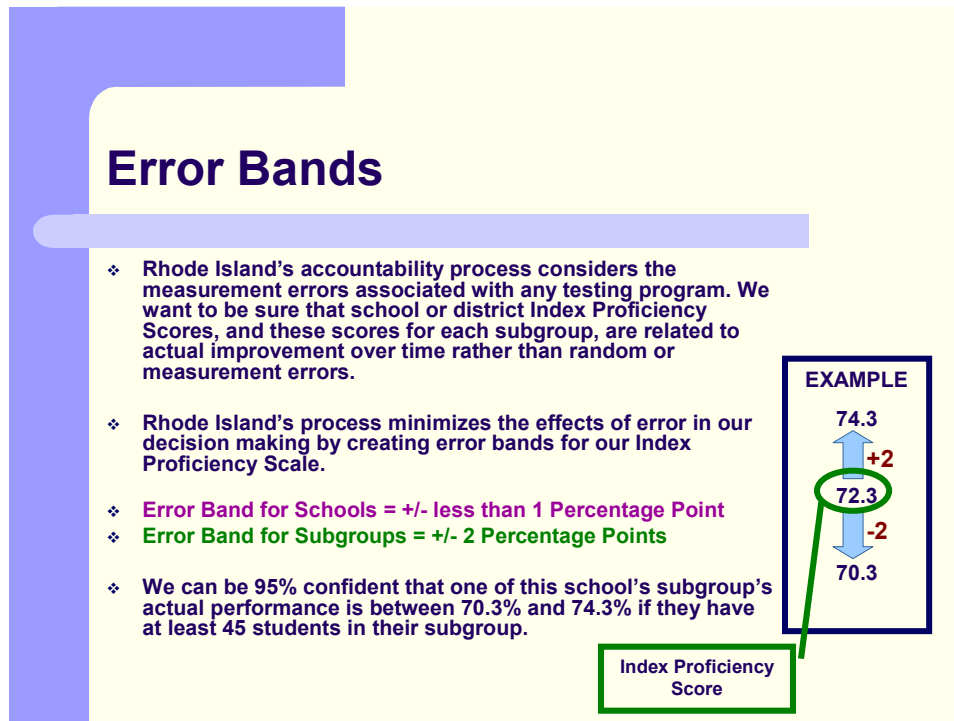 Error Bands
❖ Rhode Island’s accountability process considers the
measurement errors associated with any testing program. We
want to be sure that school or district Index Proficiency
Scores, and these scores for each subgroup, are related to
actual improvement over time rather than random or
measurement errors.
❖ Rhode Island’s process minimizes the effects of error in our
decision making by creating error bands for our Index
Proficiency Scale.
❖ Error Band for Schools = +/- less than 1 Percentage Point
❖ Error Band for Subgroups = +/- 2 Percentage Points
❖ We can be 95% confident that one of this school’s subgroup’s
actual performance is between 70.3% and 74.3% if they have
at least 45 students in their subgroup.
EXAMPLE
74.3
+2
72.3
-2
70.3
Index Proficiency
Score